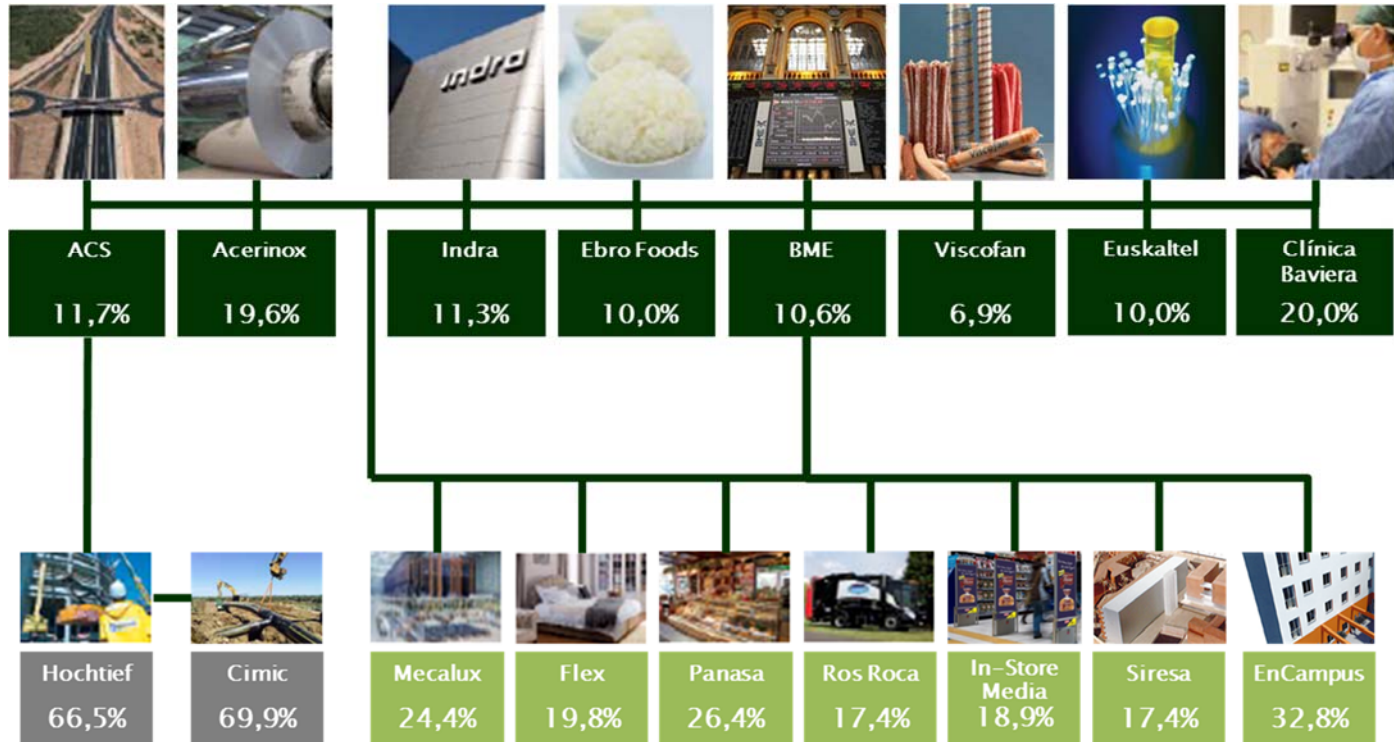 indra
Viscofan
ACS
11,7%
Acerinox
19,6%
Indra
11,3%
Ebro Foods
10,0%
BME
10,6%
Viscofan
6,9%
Euskaltel
10,0%
Clínica
Baviera
20,0%
Hochtief
66,5%
Cimic
69,9%
Mecalux
24,4%
Flex
19,8%
Panasa
26,4%
Ros Roca
17,4%
In-Store
Media
18,9%
Siresa
17,4%
EnCampus
32,8%